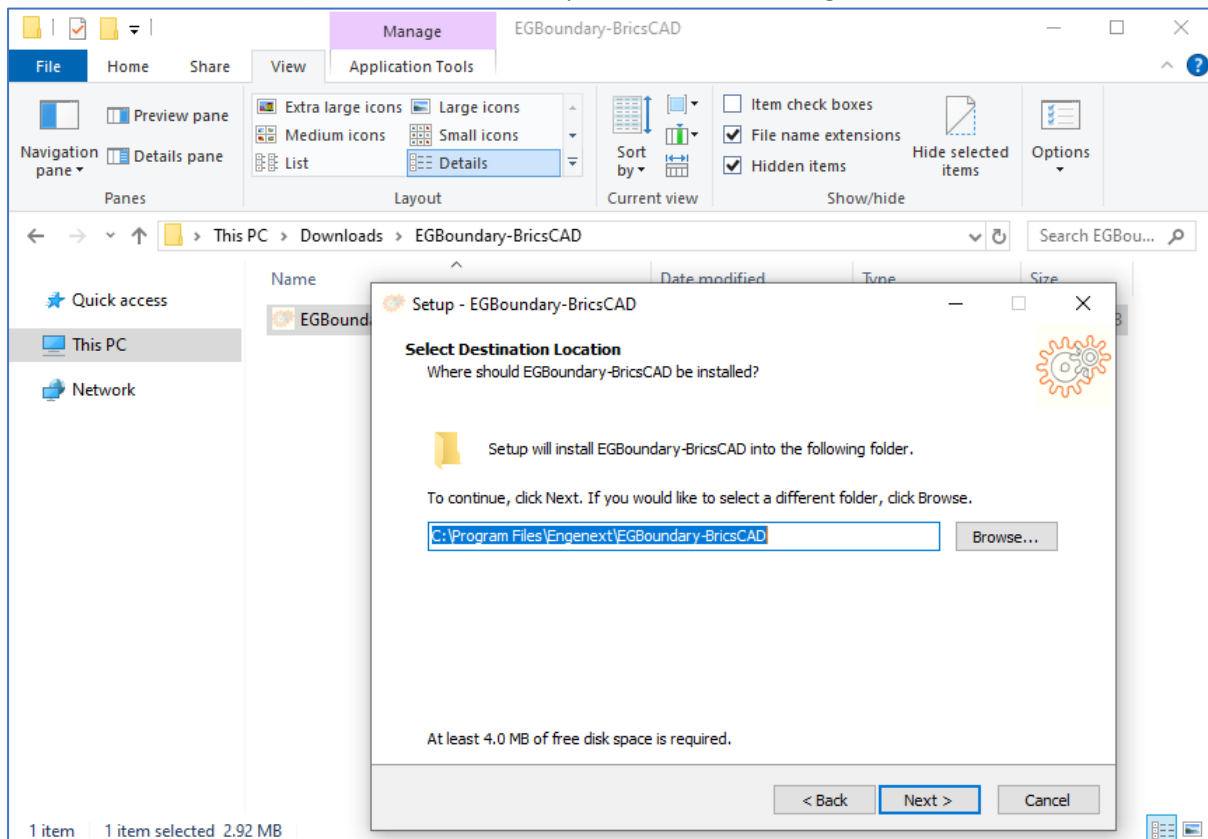 Manage
EGBoundary-BricsCAD
File Home Share View Application Tools
Preview pane
Details pane
Navigation
pane
Extra large icons Large icons
Medium icons Small icons
List Details
Sort
by
Item check boxes
File name extensions
Hidden items
Hide selected
items
Options
Panes Layout Current view Show/hide
This PC > Downloads > EGBoundary-BricsCAD
Search EGBou...
Name Date modified Type Size
Quick access
This PC
Network
EGBound
Setup - EGBoundary-BricsCAD
Select Destination Location
Where should EGBoundary-BricsCAD be installed?
Setup will install EGBoundary-BricsCAD into the following folder.
To continue, click Next. If you would like to select a different folder, click Browse.
C:\Program Files\Engenext\EGBoundary-BricsCAD
Browse...
At least 4.0 MB of free disk space is required.
< Back Next > Cancel
1 item 1 item selected 2.92 MB